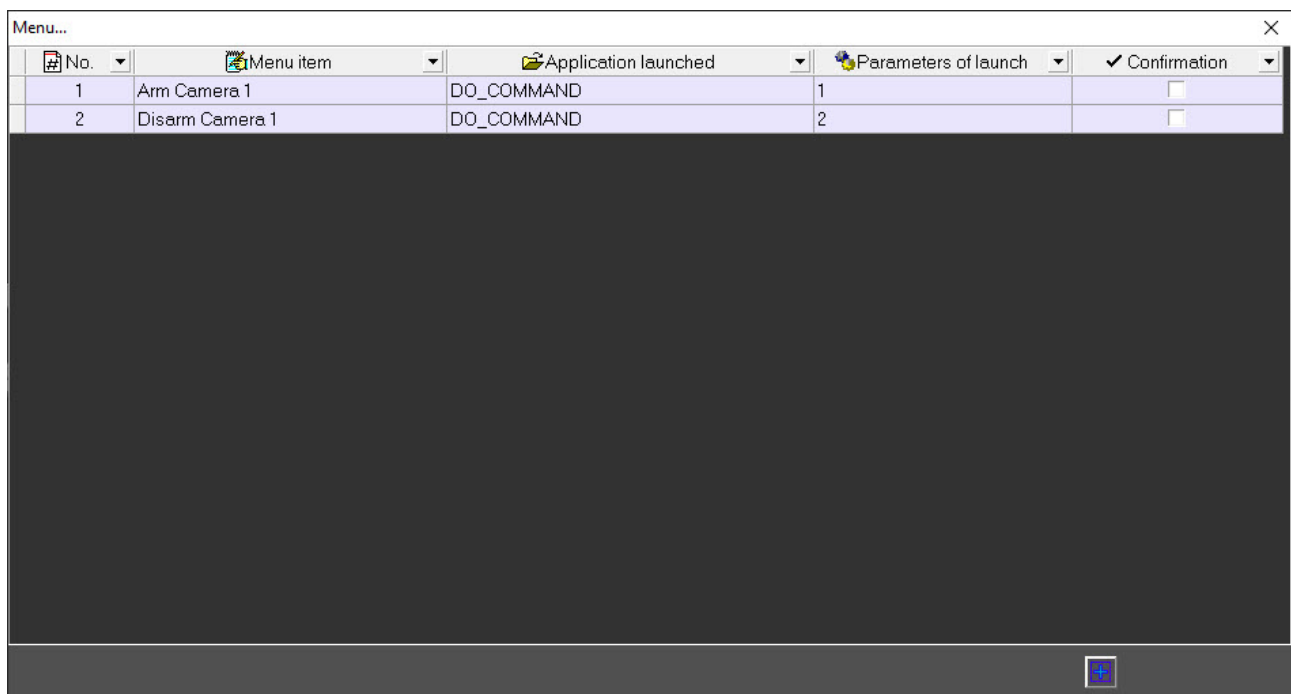 Menu...
No. Menu item Application launched Parameters of launch Confirmation
1 Arm Camera 1 DO_COMMAND 1
2 Disarm Camera 1 DO_COMMAND 2